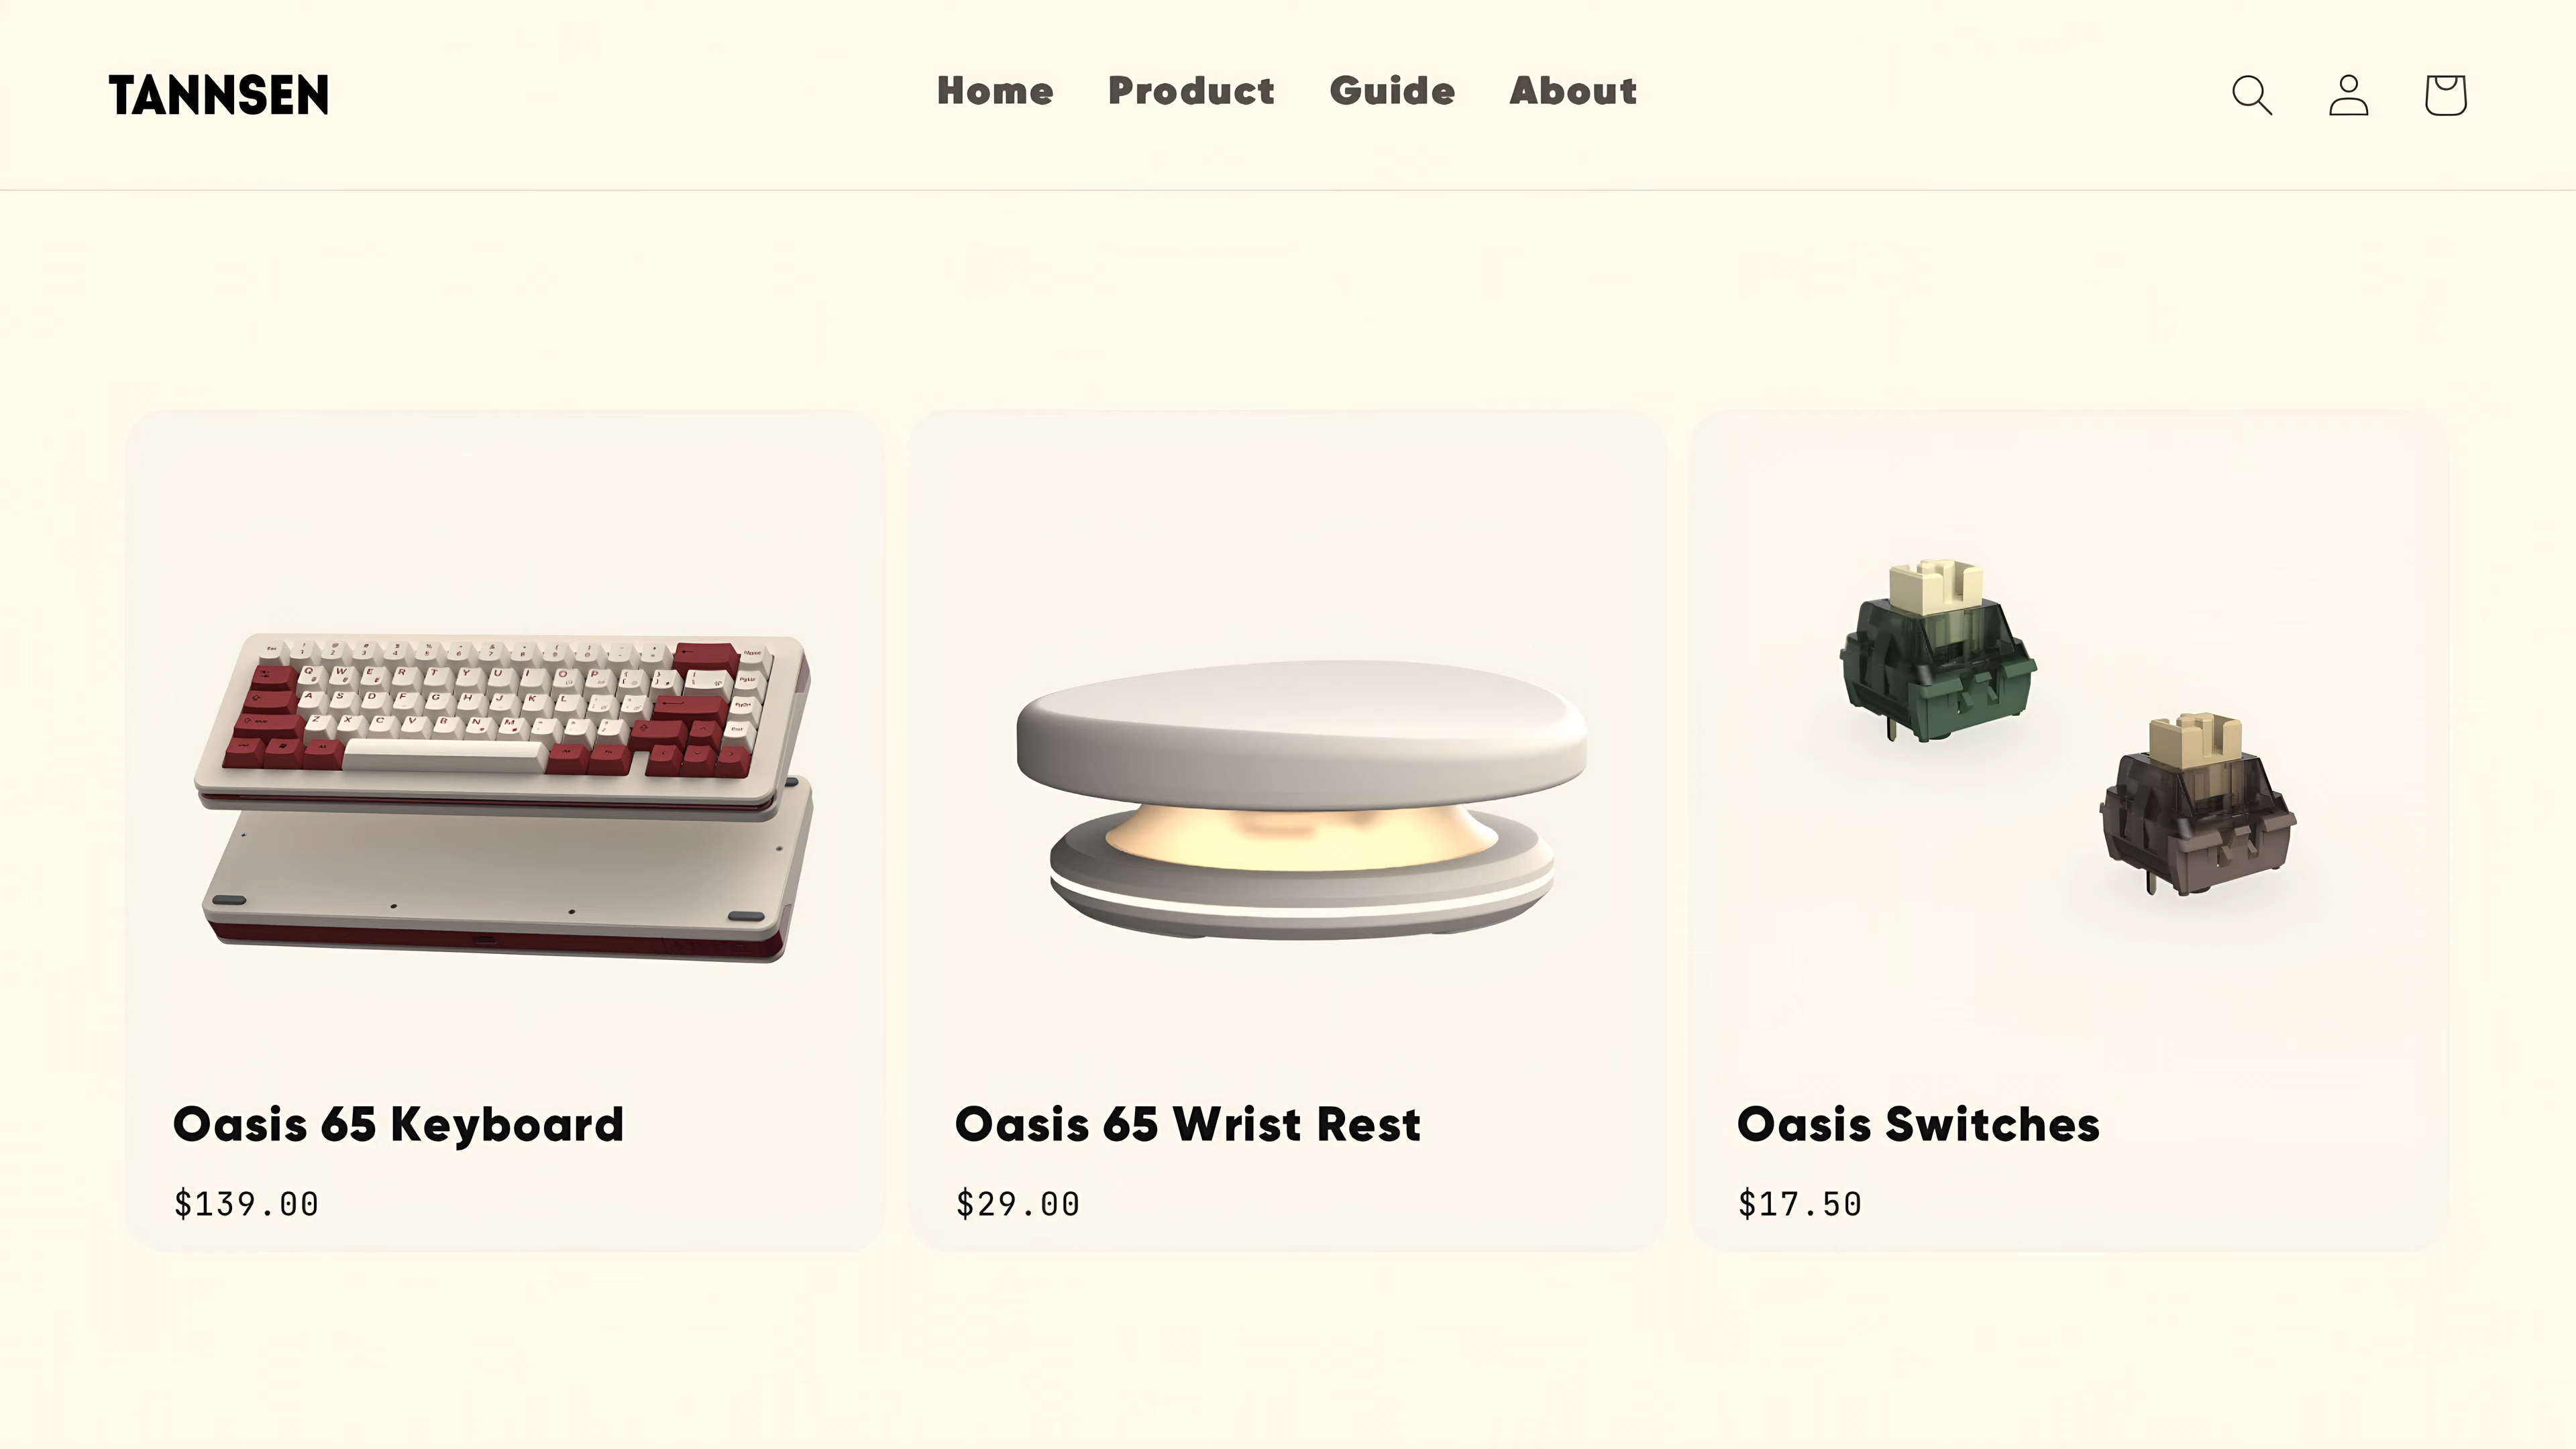 TANNSEN
Home Product Guide About
Q W E R T Y U I O P
A S D F G H J K L
Z X C V B N M
Oasis 65 Keyboard
$139.00
Oasis 65 Wrist Rest
$29.00
Oasis Switches
$17.50